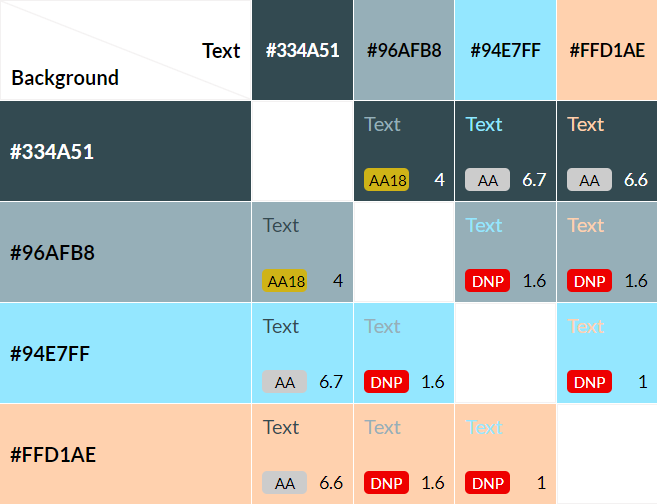 Text
Background
#334A51 #96AFB8 #94E7FF #FFD1AE
#334A51
Text Text Text
AA18 4 AA 6.7 AA 6.6
#96AFB8
Text Text Text
AA18 4 DNP 1.6 DNP 1.6
#94E7FF
Text Text Text
AA 6.7 DNP 1.6 DNP 1
#FFD1AE
Text Text Text
AA 6.6 DNP 1.6 DNP 1